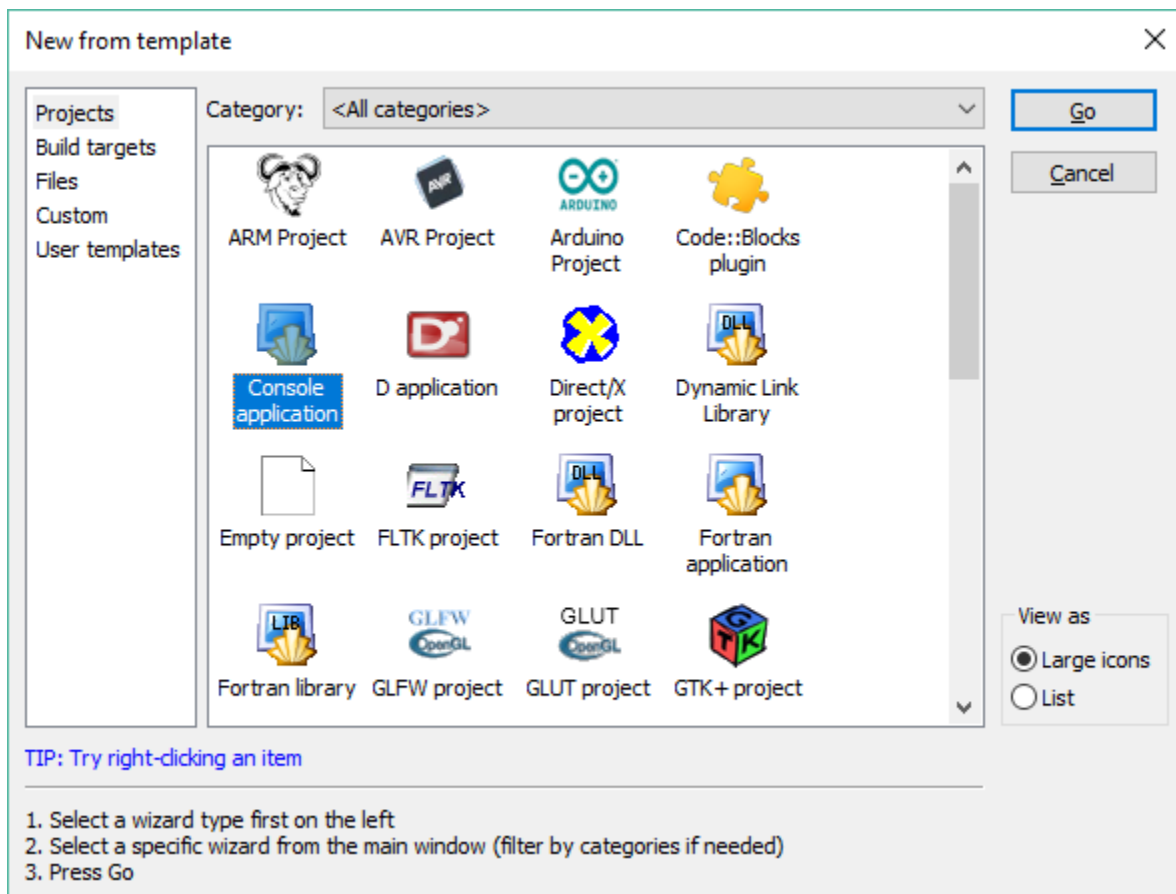 New from template
Projects
Build targets
Files
Custom
User templates
Category:
<All categories>
Go
Cancel
AVR
ARDUINO
ARM Project
AVR Project
Arduino
Project
Code::Blocks
plugin
D
DLL
Console
application
D application
Direct/X
project
Dynamic Link
Library
FLTK
DLL
Empty project
FLTK project
Fortran DLL
Fortran
application
LIB
GLFW
OpenGL
GLUT
OpenGL
G
T
K
Fortran library
GLFW project
GLUT project
GTK+ project
View as
Large icons
List
TIP: Try right-clicking an item
1. Select a wizard type first on the left
2. Select a specific wizard from the main window (filter by categories if needed)
3. Press Go